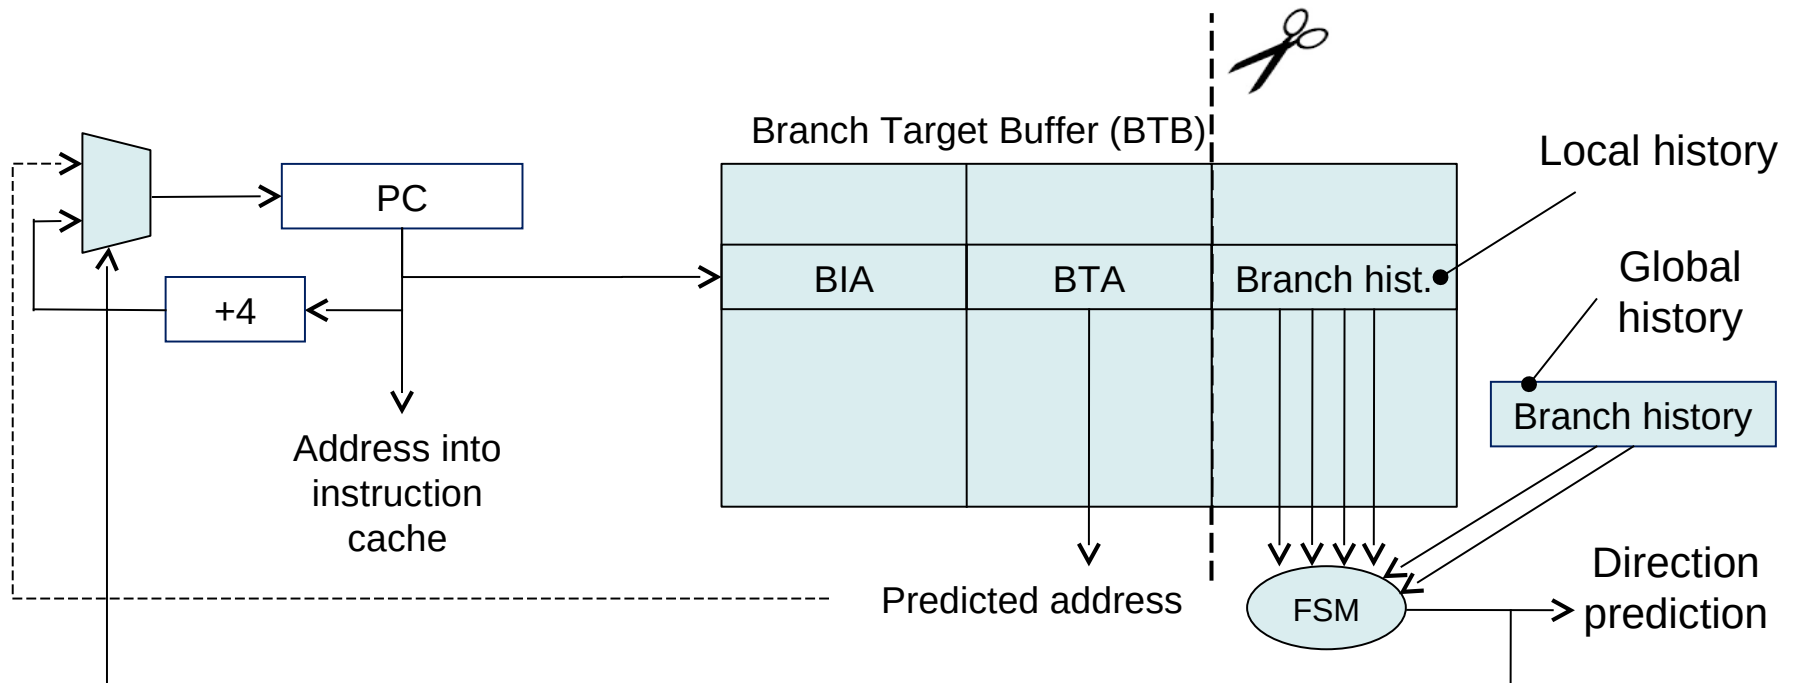 Branch Target Buffer (BTB)
Local history
PC
Global
history
BIA
BTA
Branch hist.
+4
Branch history
Address into
instruction
cache
Predicted address
FSM
Direction
prediction